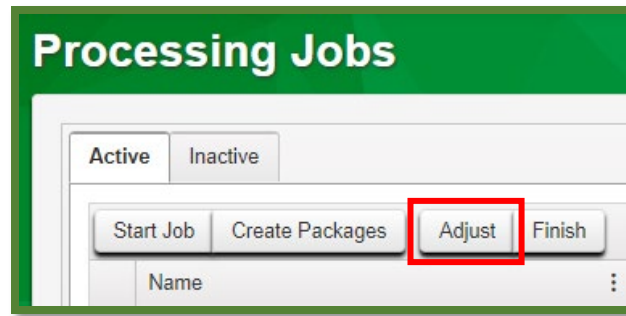 Processing Jobs
Active Inactive
Start Job Create Packages Adjust Finish
Name